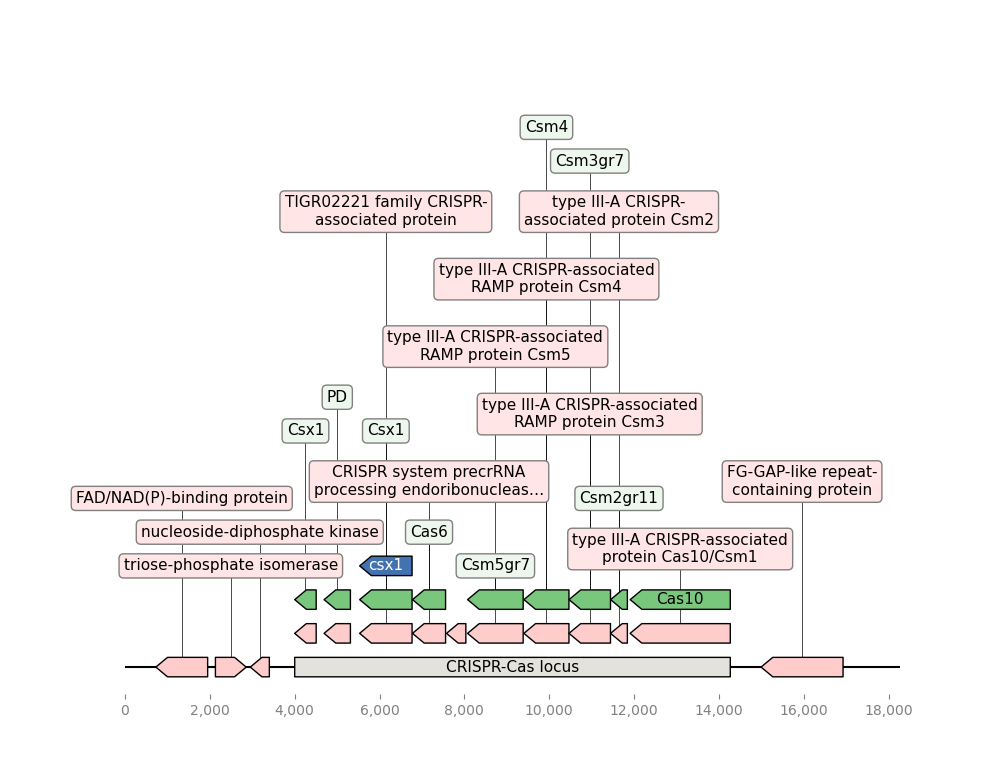 Csm4
Csm3gr7
TIGR02221 family CRISPR-
associated protein
type III-A CRISPR-
associated protein Csm2
type III-A CRISPR-associated
RAMP protein Csm4
type III-A CRISPR-associated
RAMP protein Csm5
PD
type III-A CRISPR-associated
RAMP protein Csm3
Csx1
Csx1
CRISPR system precrRNA
processing endoribonucleas…
FG-GAP-like repeat-
containing protein
FAD/NAD(P)-binding protein
Csm2gr11
nucleoside-diphosphate kinase
Cas6
type III-A CRISPR-associated
protein Cas10/Csm1
triose-phosphate isomerase
csx1
Csm5gr7
Cas10
CRISPR-Cas locus
0 2,000 4,000 6,000 8,000 10,000 12,000 14,000 16,000 18,000